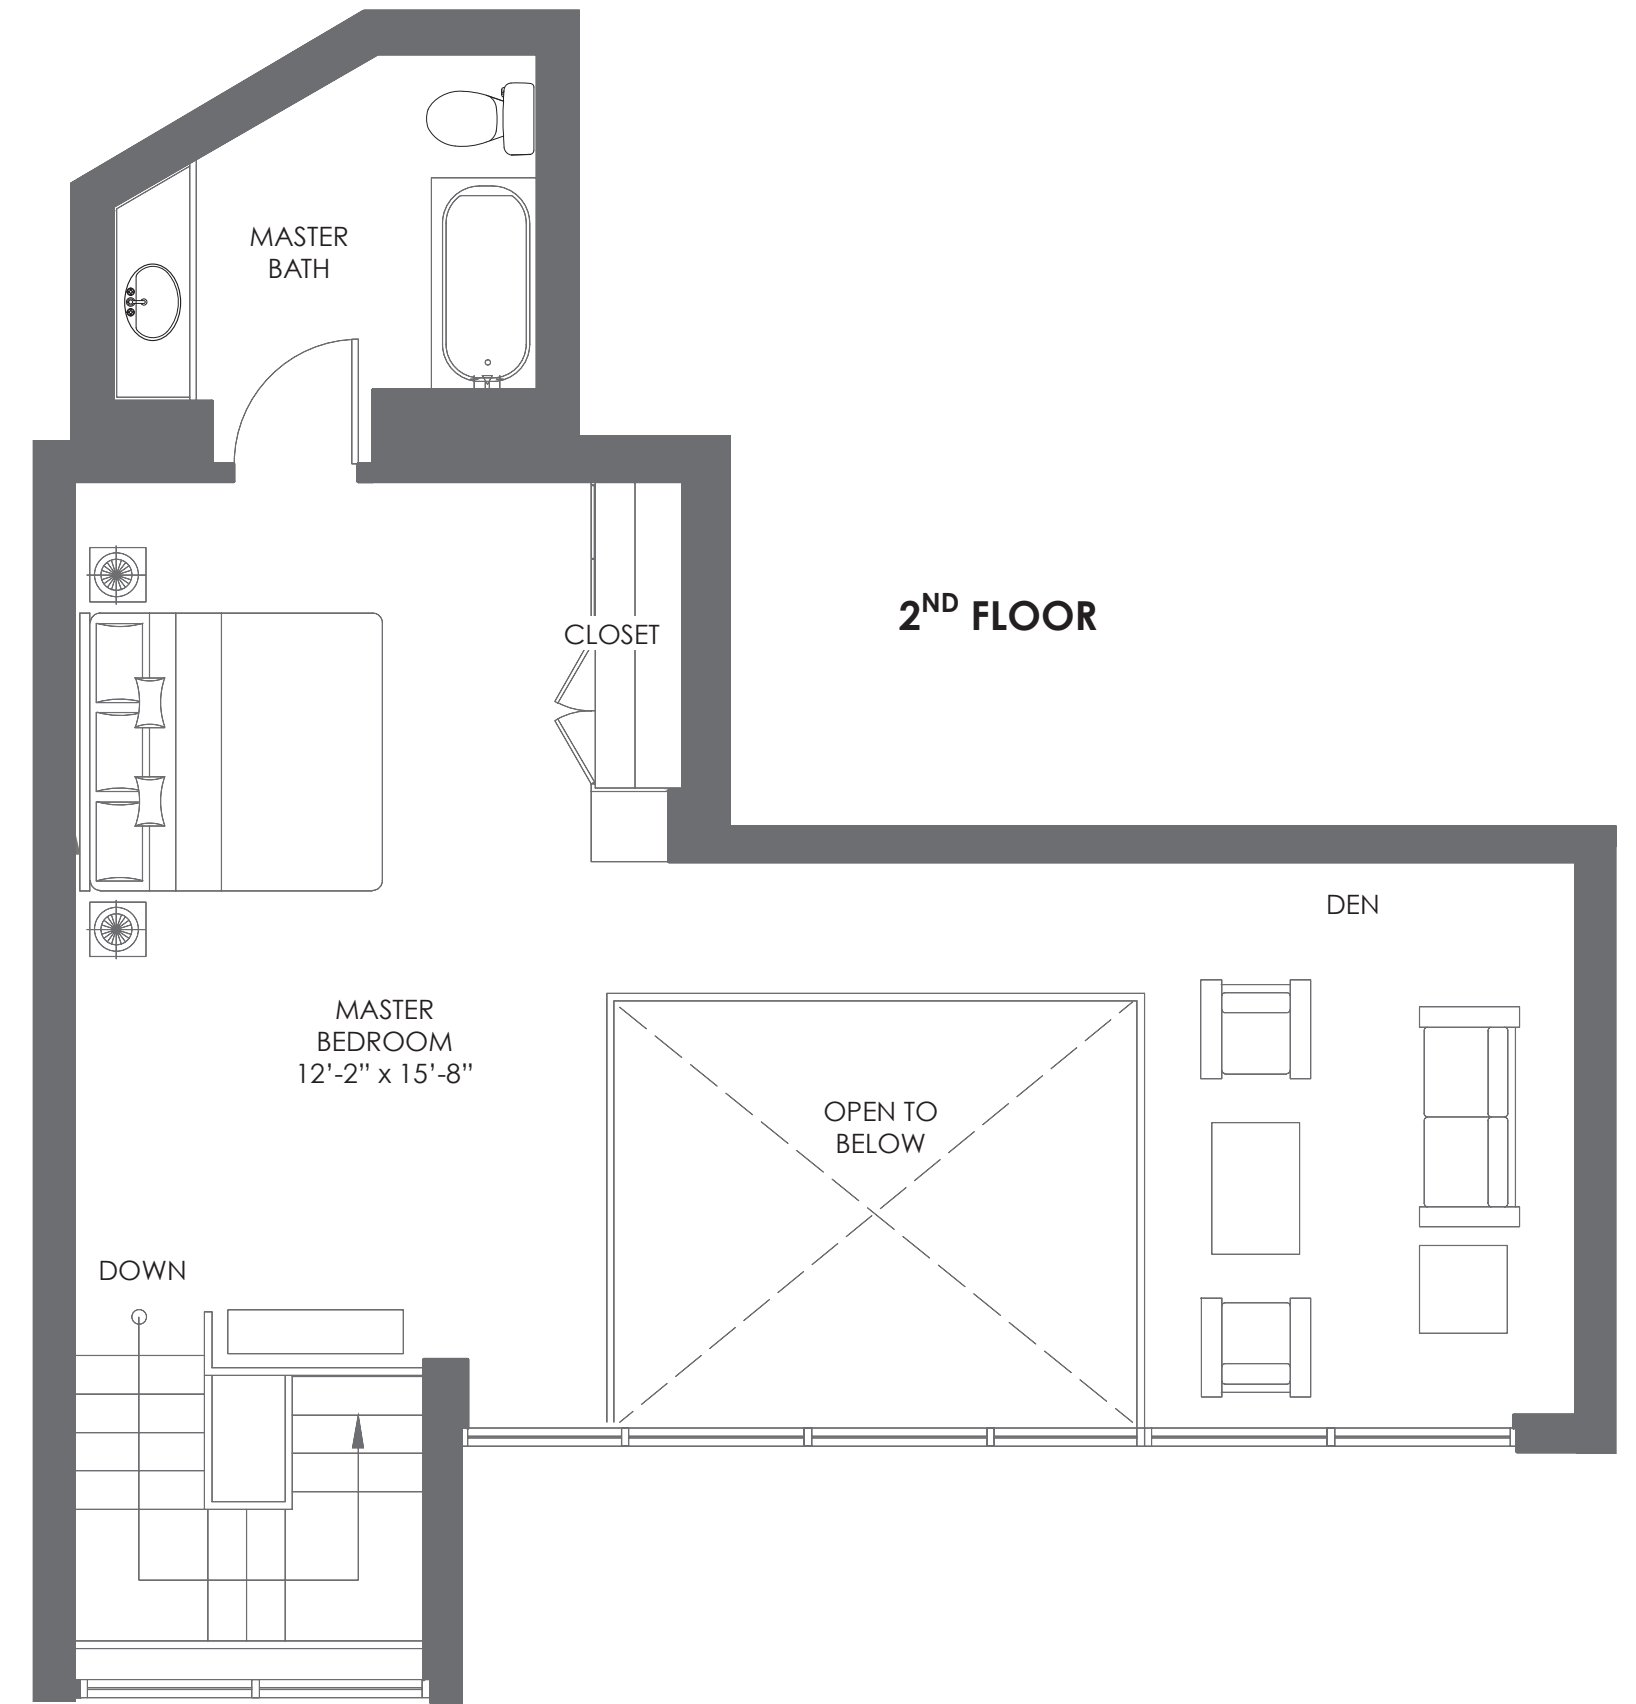 MASTER
BATH
2ND FLOOR
CLOSET
DEN
MASTER
BEDROOM
12’-2” x 15’-8”
OPEN TO
BELOW
DOWN